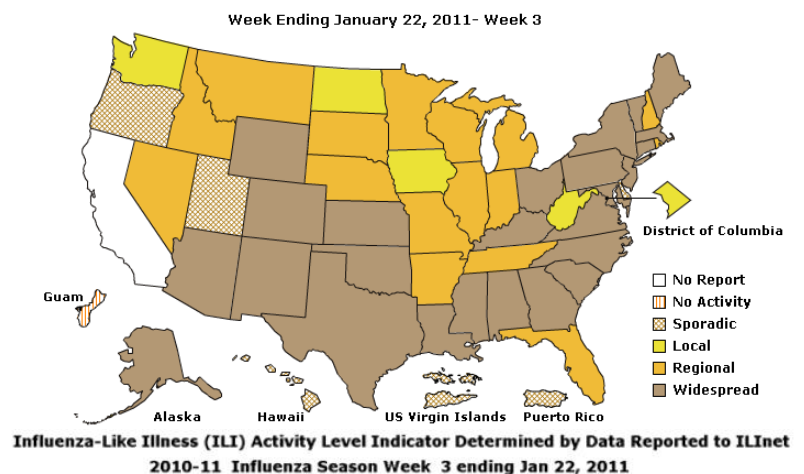 Week Ending January 22, 2011- Week 3
District of Columbia
No Report
Guam
No Activity
Sporadic
Local
Regional
Widespread
Alaska
Hawaii
US Virgin Islands
Puerto Rico
Influenza-Like Illness (ILI) Activity Level Indicator Determined by Data Reported to ILInet
2010-11 Influenza Season Week 3 ending Jan 22, 2011